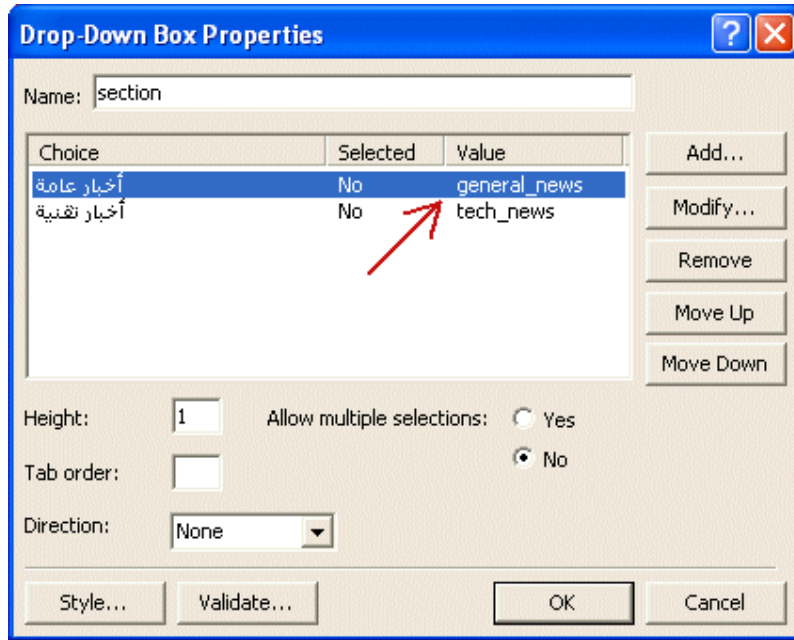 Drop-Down Box Properties
Name: section
Choice Selected Value Add...
أخبار عامة No general_news
أخبار تقنية No tech_news Modify...
Remove
Move Up
Move Down
Height: 1 Allow multiple selections: Yes
No
Tab order:
Direction: None
Style... Validate... OK Cancel